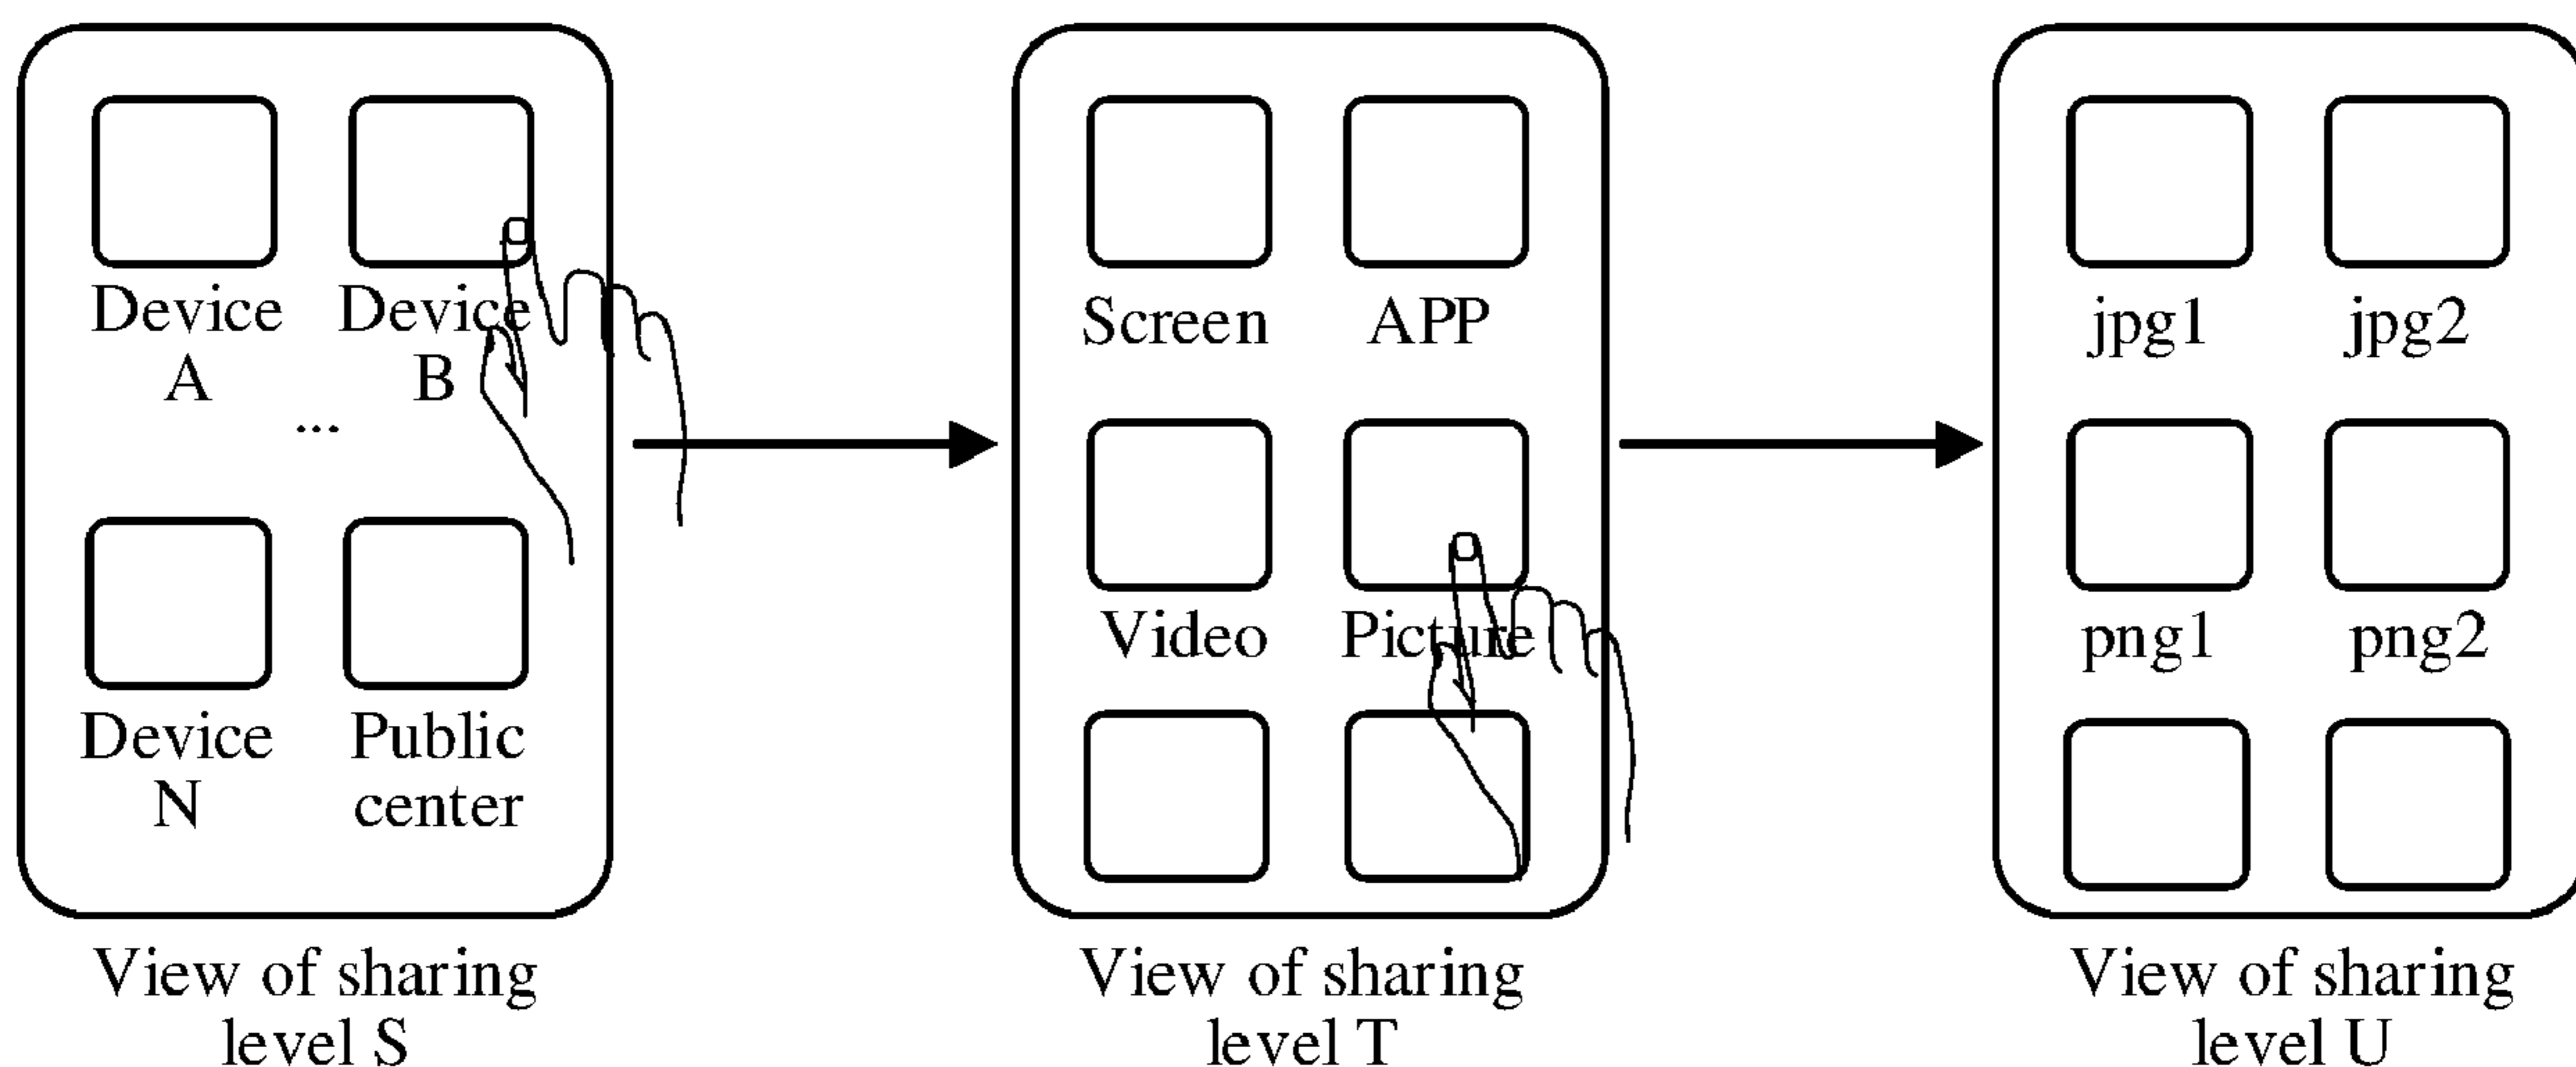 Device Device
A B
...
Device Public
N center
View of sharing
level S
Screen APP
Video Picture
View of sharing
level T
jpg1 jpg2
png1 png2
View of sharing
level U